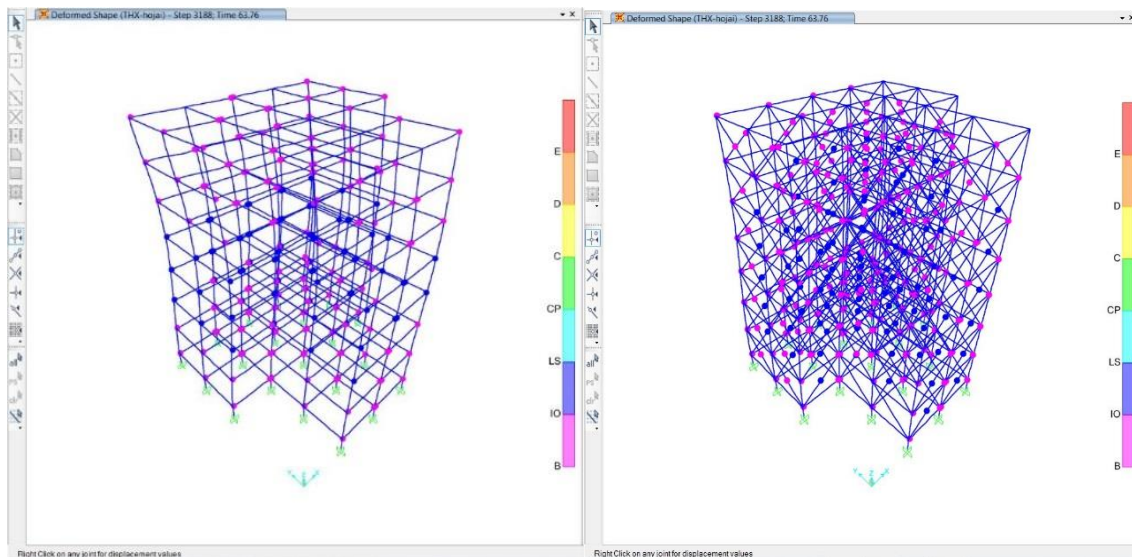 Deformed Shape (THX-hojai) - Step 3188; Time 63.76
E
D
C
CP
LS
IO
B
Y Z X
all
Right Click on any joint for displacement values
Deformed Shape (THX-hojai) - Step 3188; Time 63.76
E
D
C
CP
LS
IO
B
Y Z X
all
Right Click on any joint for displacement values